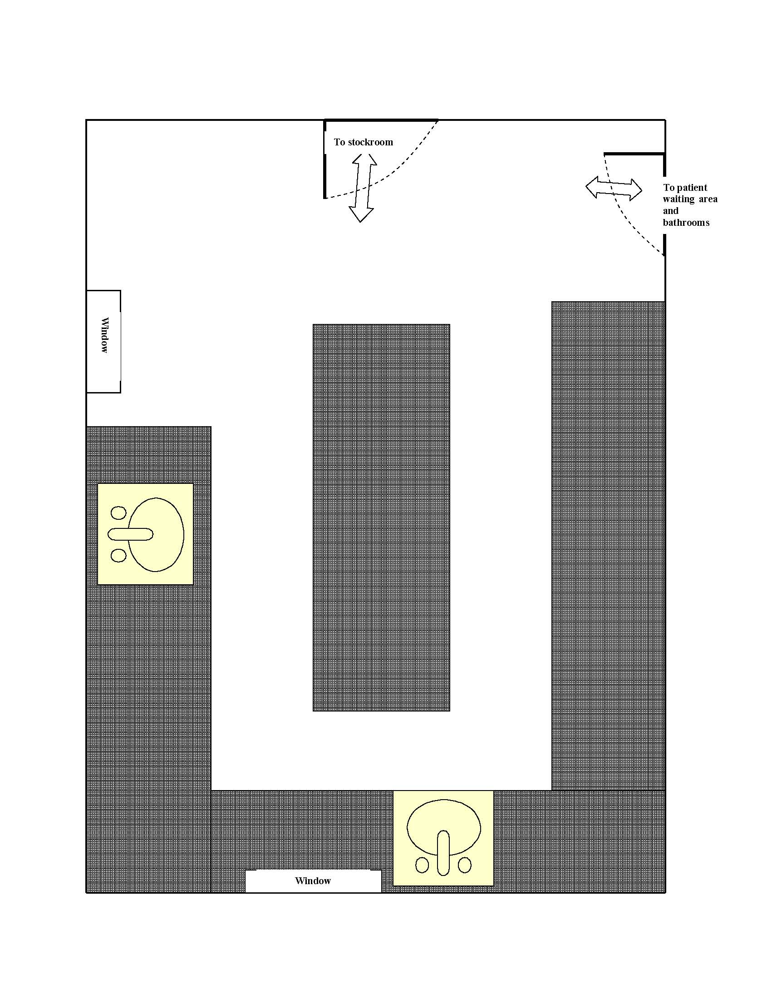 To stockroom
To patient
waiting area
and
bathrooms
Window
Window